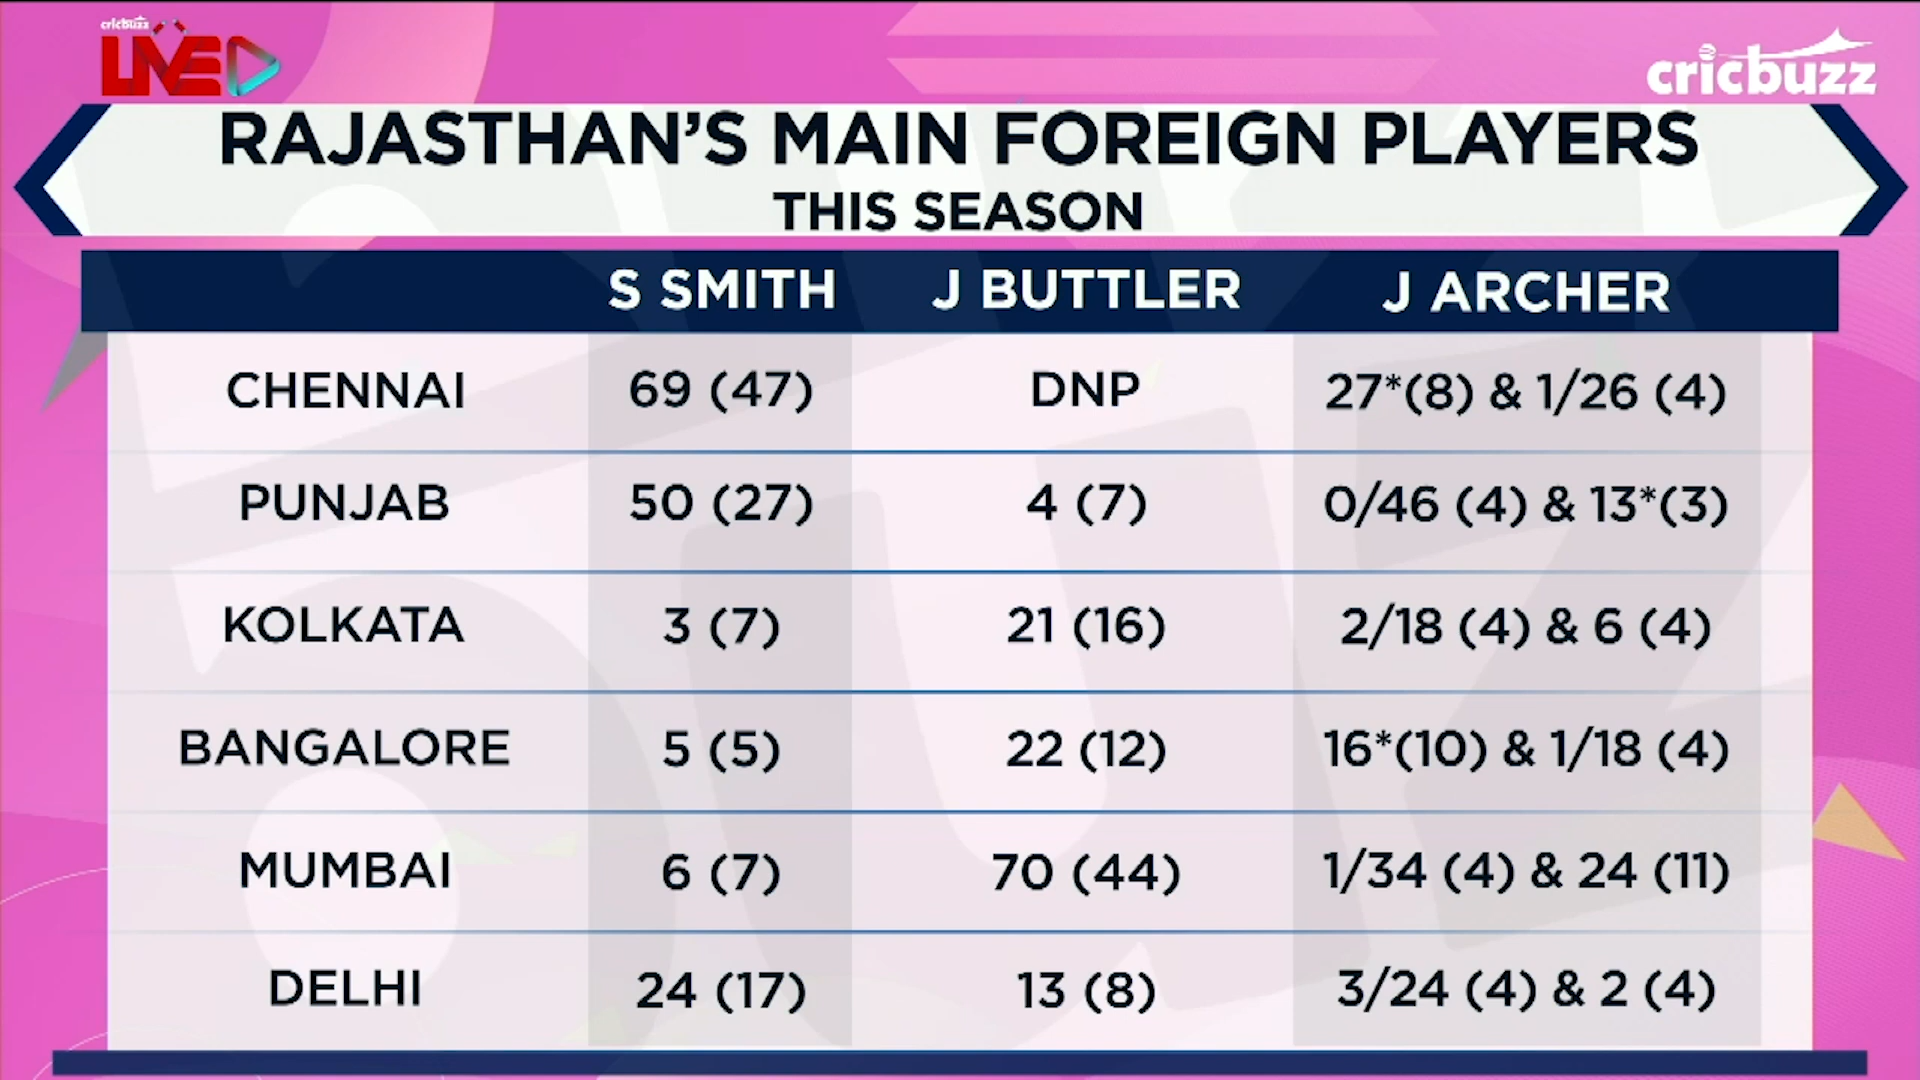 cricbuzz
LIVE
cricbuzz
RAJASTHAN'S MAIN FOREIGN PLAYERS
THIS SEASON
S SMITH J BUTTLER J ARCHER
CHENNAI 69 (47) DNP 27*(8) & 1/26 (4)
PUNJAB 50 (27) 4 (7) 0/46 (4) & 13*(3)
KOLKATA 3 (7) 21 (16) 2/18 (4) & 6 (4)
BANGALORE 5 (5) 22 (12) 16*(10) & 1/18 (4)
MUMBAI 6 (7) 70 (44) 1/34 (4) & 24 (11)
DELHI 24 (17) 13 (8) 3/24 (4) & 2 (4)